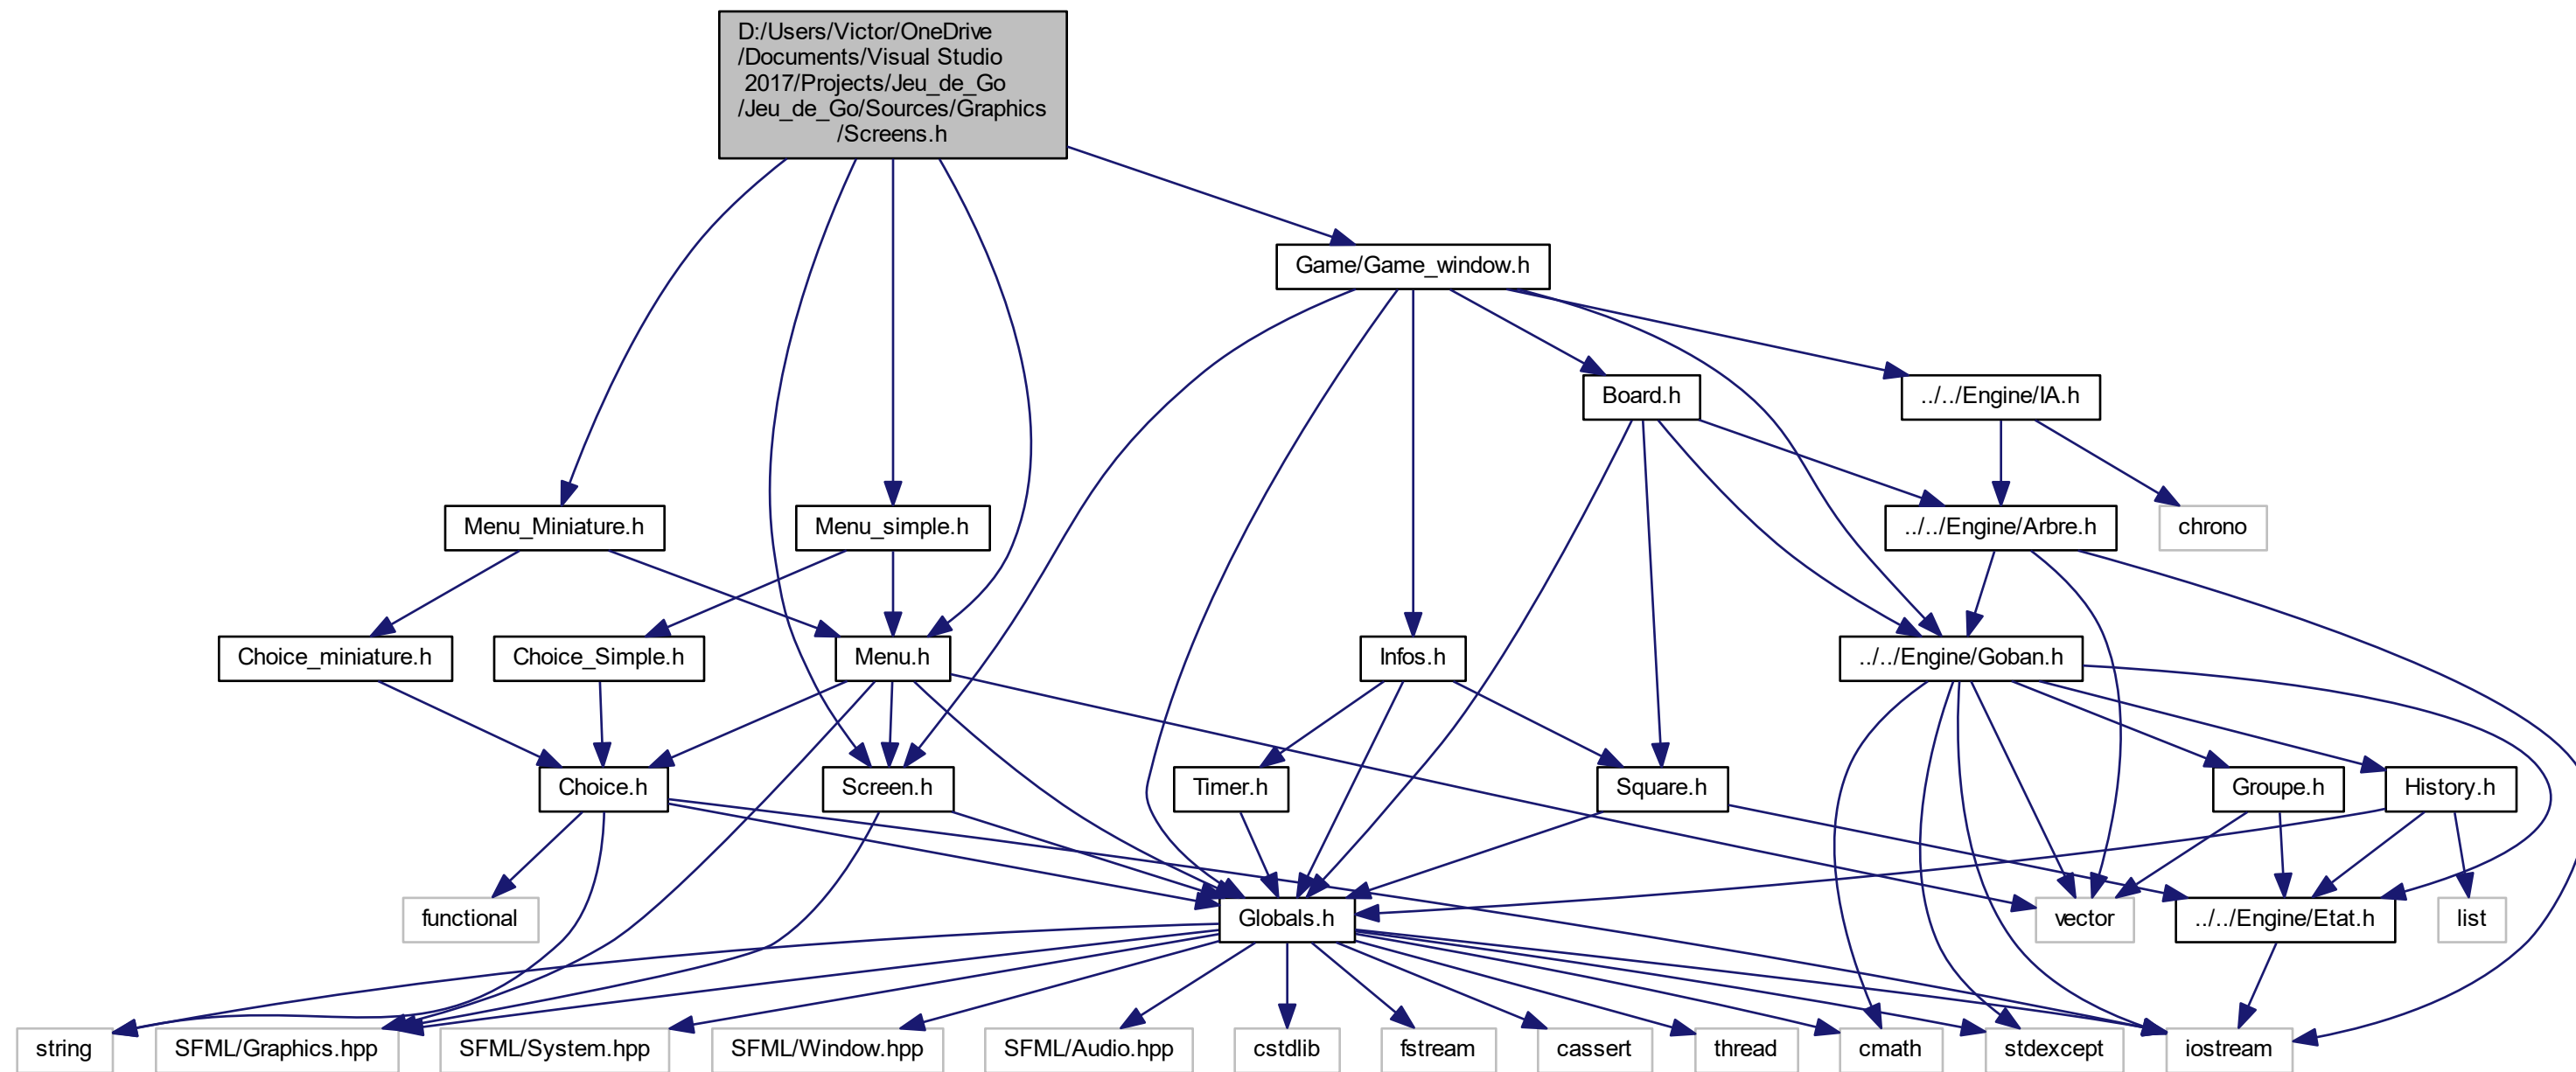 D:/Users/Victor/OneDrive
/Documents/Visual Studio
2017/Projects/Jeu_de_Go
/Jeu_de_Go/Sources/Graphics
/Screens.h
Game/Game_window.h
Board.h
../../Engine/IA.h
Menu_Miniature.h
Menu_simple.h
../../Engine/Arbre.h
chrono
Choice_miniature.h
Choice_Simple.h
Menu.h
Infos.h
../../Engine/Goban.h
Choice.h
Screen.h
Timer.h
Square.h
Groupe.h
History.h
functional
Globals.h
vector
../../Engine/Etat.h
list
string
SFML/Graphics.hpp
SFML/System.hpp
SFML/Window.hpp
SFML/Audio.hpp
cstdlib
fstream
cassert
thread
cmath
stdexcept
iostream